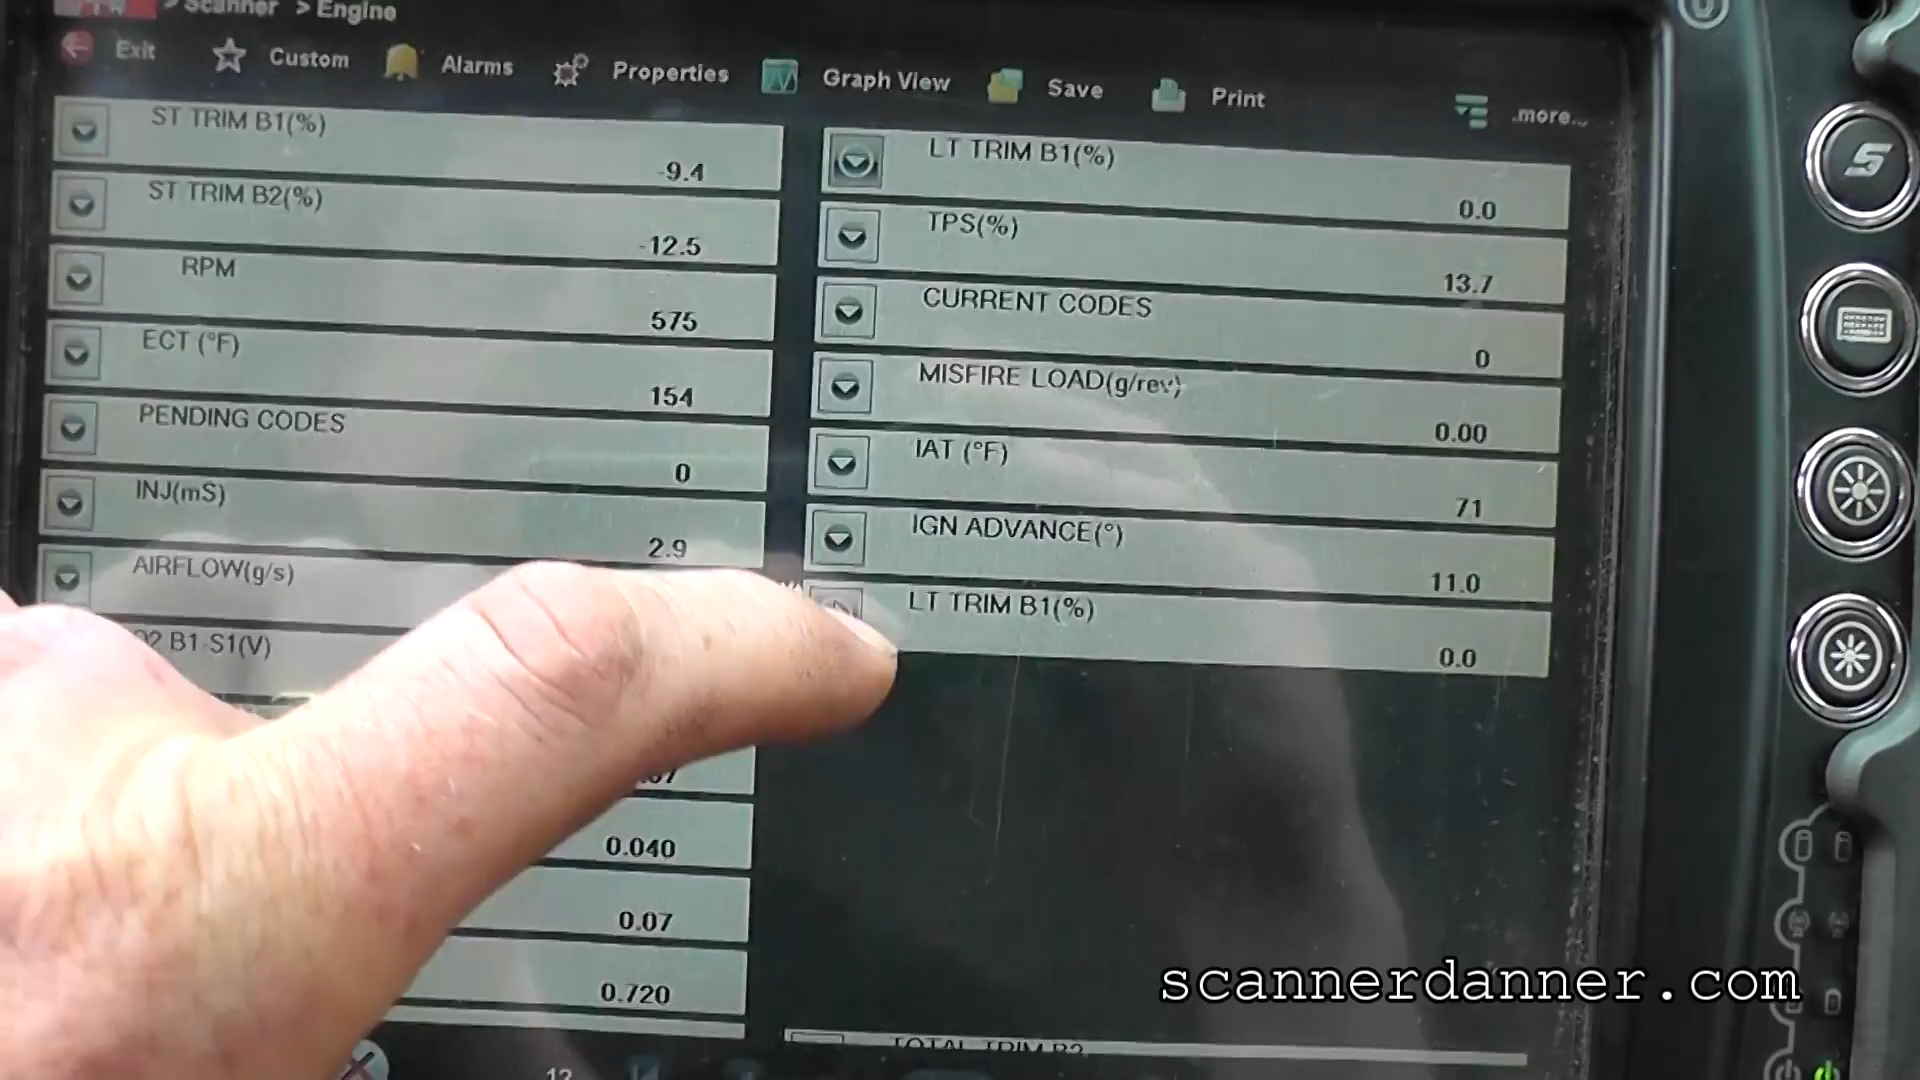 > Scanner > Engine
Exit Custom Alarms Properties Graph View Save Print .more...
ST TRIM B1(%)
-9.4
ST TRIM B2(%)
-12.5
RPM
575
ECT (°F)
154
PENDING CODES
0
INJ(mS)
2.9
AIRFLOW(g/s)
O2 B1-S1(V)
0.040
0.07
0.720
12
LT TRIM B1(%)
0.0
TPS(%)
13.7
CURRENT CODES
0
MISFIRE LOAD(g/rev)
0.00
IAT (°F)
71
IGN ADVANCE(°)
11.0
LT TRIM B1(%)
0.0
TOTAL TRIM B2
S
scannerdanner.com